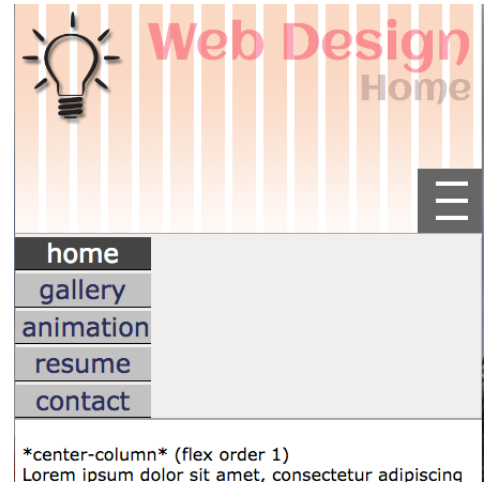 Web Design
Home
home
gallery
animation
resume
contact
*center-column* (flex order 1)
Lorem ipsum dolor sit amet, consectetur adipiscing